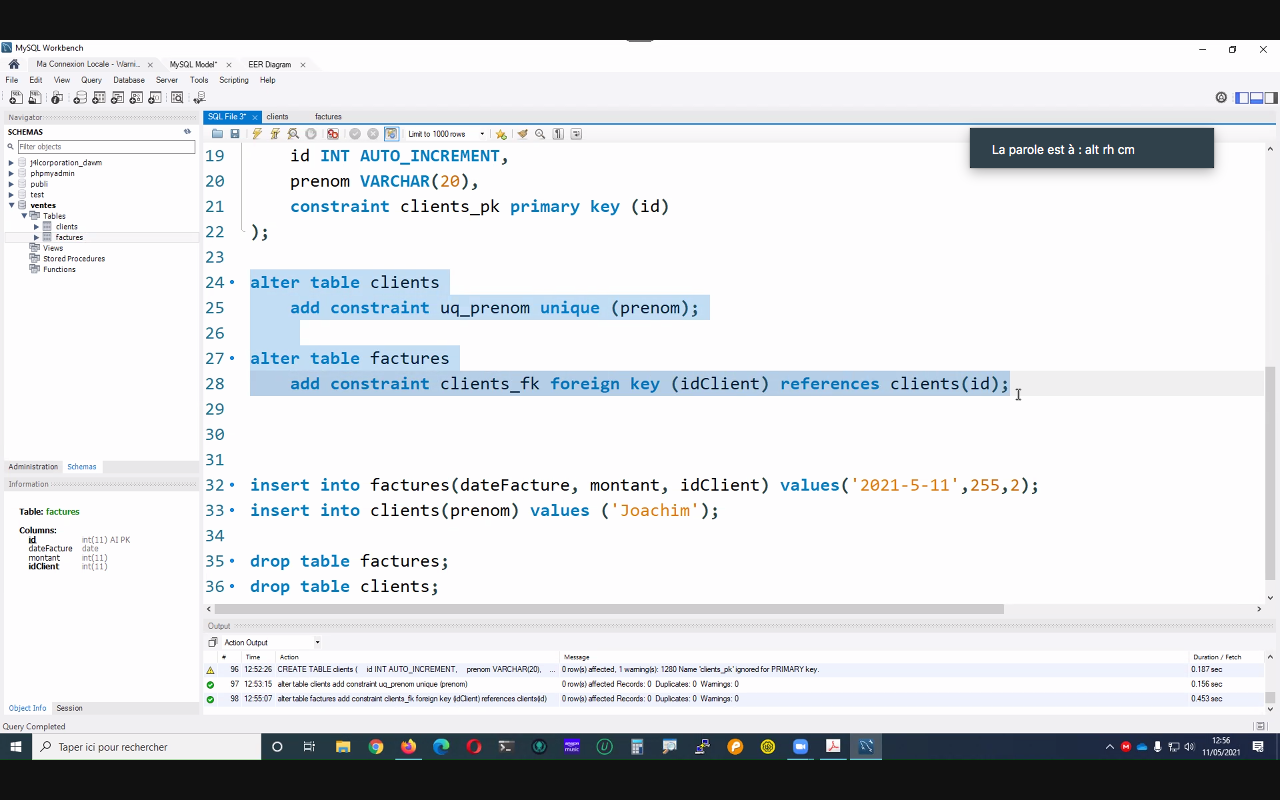 MySQL Workbench
Ma Connexion Locale - Warni...
MySQL Model*
EER Diagram
File Edit View Query Database Server Tools Scripting Help
Navigator
SCHEMAS
Filter objects
j4lcorporation_dawm
phpmyadmin
publi
test
ventes
Tables
clients
factures
Views
Stored Procedures
Functions
Administration Schemas
Information
Table: factures
Columns:
id int(11) AI PK
dateFacture date
montant int(11)
idClient int(11)
Object Info Session
Query Completed
SQL File 3* clients factures
Limit to 1000 rows
La parole est à : alt rh cm
19 id INT AUTO_INCREMENT,
20 prenom VARCHAR(20),
21 constraint clients_pk primary key (id)
22 );
23
24 alter table clients
25 add constraint uq_prenom unique (prenom);
26
27 alter table factures
28 add constraint clients_fk foreign key (idClient) references clients(id);
29
30
31
32 insert into factures(dateFacture, montant, idClient) values('2021-5-11',255,2);
33 insert into clients(prenom) values ('Joachim');
34
35 drop table factures;
36 drop table clients;
Output
Action Output
# Time Action Message Duration / Fetch
96 12:52:26 CREATE TABLE clients ( id INT AUTO_INCREMENT, prenom VARCHAR(20), ... 0 row(s) affected, 1 warning(s): 1280 Name 'clients_pk' ignored for PRIMARY key. 0.187 sec
97 12:53:15 alter table clients add constraint uq_prenom unique (prenom) 0 row(s) affected Records: 0 Duplicates: 0 Warnings: 0 0.156 sec
98 12:55:07 alter table factures add constraint clients_fk foreign key (idClient) references clients(id) 0 row(s) affected Records: 0 Duplicates: 0 Warnings: 0 0.453 sec
Taper ici pour rechercher
12:56
11/05/2021